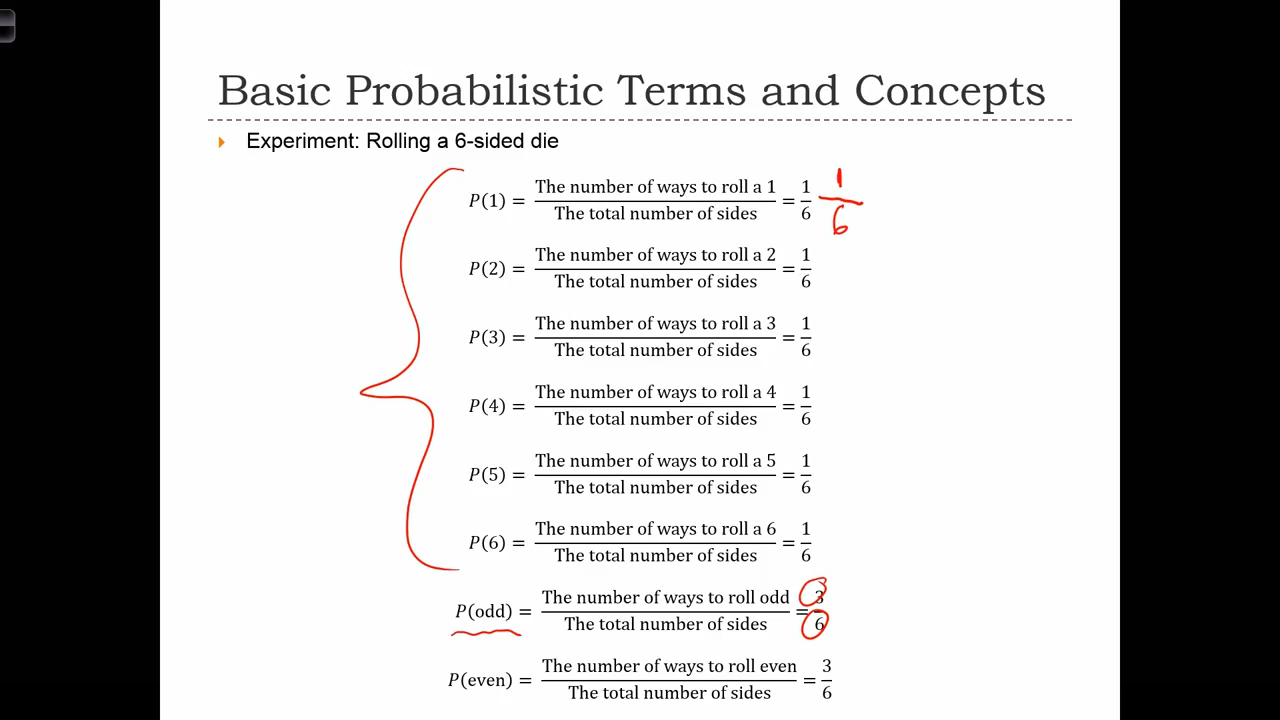 Basic Probabilistic Terms and Concepts
Experiment: Rolling a 6-sided die
P(1) = The number of ways to roll a 1 / The total number of sides = 1/6 1/6
P(2) = The number of ways to roll a 2 / The total number of sides = 1/6
P(3) = The number of ways to roll a 3 / The total number of sides = 1/6
P(4) = The number of ways to roll a 4 / The total number of sides = 1/6
P(5) = The number of ways to roll a 5 / The total number of sides = 1/6
P(6) = The number of ways to roll a 6 / The total number of sides = 1/6
P(odd) = The number of ways to roll odd / The total number of sides = 3/6
P(even) = The number of ways to roll even / The total number of sides = 3/6